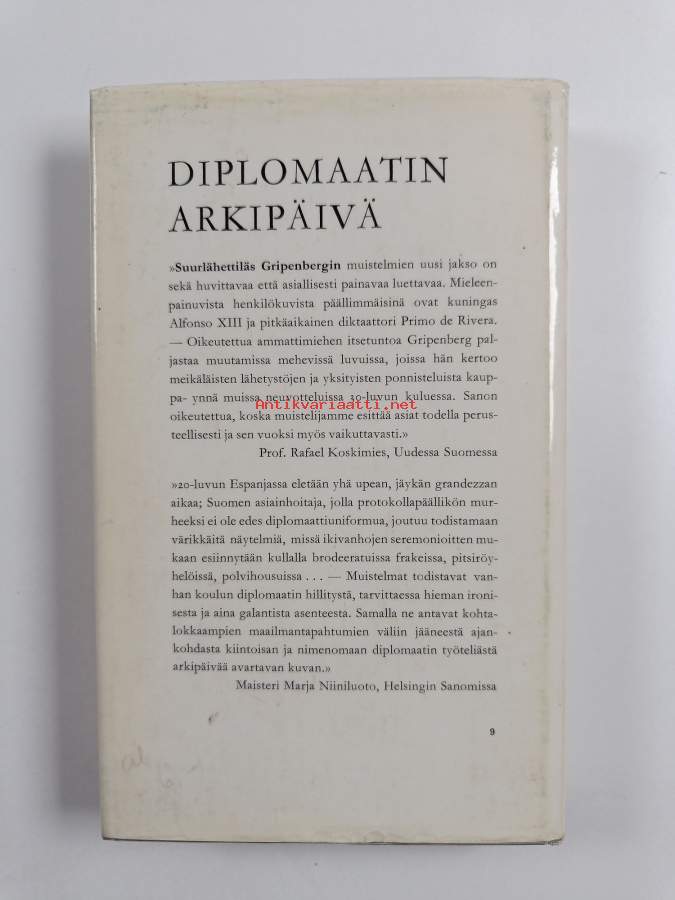 DIPLOMAATIN
ARKIPÄIVÄ
»Suurlähettiläs Gripenbergin muistelmien uusi jakso on
sekä huvittavaa että asiallisesti painavaa luettavaa. Mieleen-
painuvista henkilökuvista päällimmäisinä ovat kuningas
Alfonso XIII ja pitkäaikainen diktaattori Primo de Rivera.
— Oikeutettua ammattimiehen itsetuntoa Gripenberg pal-
jastaa muutamissa mehevissä luvuissa, joissa hän kertoo
meikäläisten lähetystöjen ja yksityisten ponnisteluista kaup-
pa- ynnä muissa neuvotteluissa 30-luvun kuluessa. Sanon
Antikvariaatti.net
oikeutettua, koska muistelijamme esittää asiat todella perus-
teellisesti ja sen vuoksi myös vaikuttavasti.»
Prof. Rafael Koskimies, Uudessa Suomessa
»20-luvun Espanjassa eletään yhä upean, jäykän grandezzan
aikaa; Suomen asiainhoitaja, jolla protokollapäällikön mur-
heeksi ei ole edes diplomaattiuniformua, joutuu todistamaan
värikkäitä näytelmiä, missä ikivanhojen seremonioitten mu-
kaan esiinnytään kullalla brodeeratuissa frakeissa, pitsiröy-
helöissä, polvihousuissa . . . — Muistelmat todistavat van-
han koulun diplomaatin hillitystä, tarvittaessa hieman ironi-
sesta ja aina galantista asenteesta. Samalla ne antavat kohta-
lokkaampien maailmantapahtumien väliin jääneestä ajan-
kohdasta kiintoisan ja nimenomaan diplomaatin työteliästä
arkipäivää avartavan kuvan.»
Maisteri Marja Niiniluoto, Helsingin Sanomissa
9